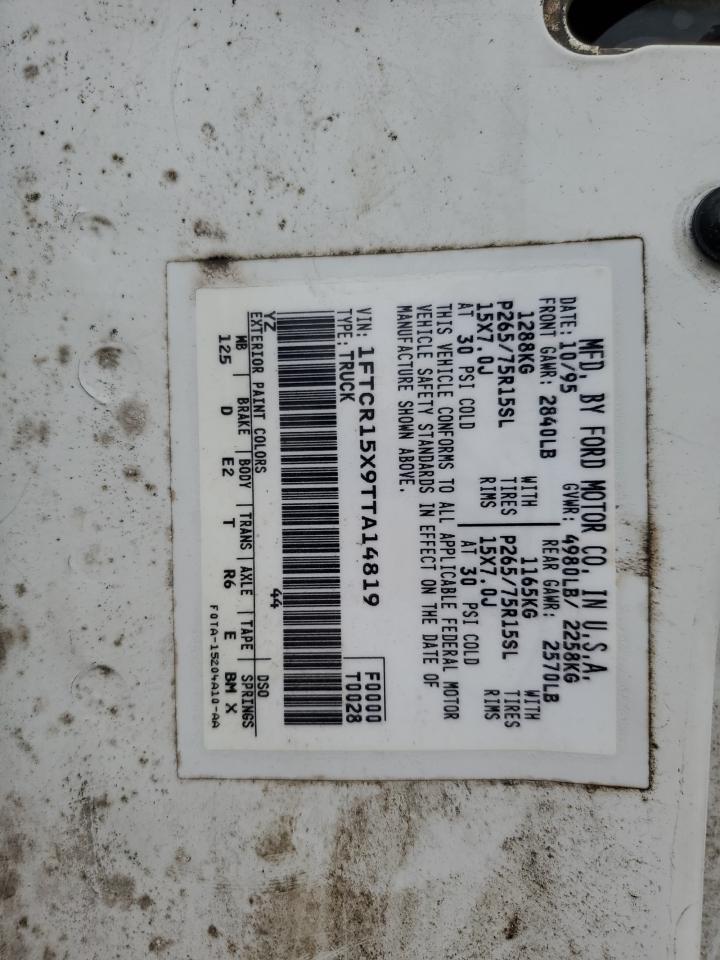 MFD. BY FORD MOTOR CO. IN U.S.A.
DATE: 10/95 GVWR: 4980LB/ 2258KG
FRONT GAWR: 2840LB REAR GAWR: 2570LB
1288KG WITH 1165KG WITH
P265/75R15SL TIRES P265/75R15SL TIRES
15X7.0J RIMS 15X7.0J RIMS
AT 30 PSI COLD AT 30 PSI COLD
THIS VEHICLE CONFORMS TO ALL APPLICABLE FEDERAL MOTOR
VEHICLE SAFETY STANDARDS IN EFFECT ON THE DATE OF
MANUFACTURE SHOWN ABOVE.
VIN: 1FTCR15X9TTA14819 F0000
TYPE: TRUCK T0028
YZ 44
EXTERIOR PAINT COLORS DSO
WB BRAKE BODY TRANS AXLE TAPE SPRINGS
125 D E2 T R6 E BM X
F0TA-15204A10-AA